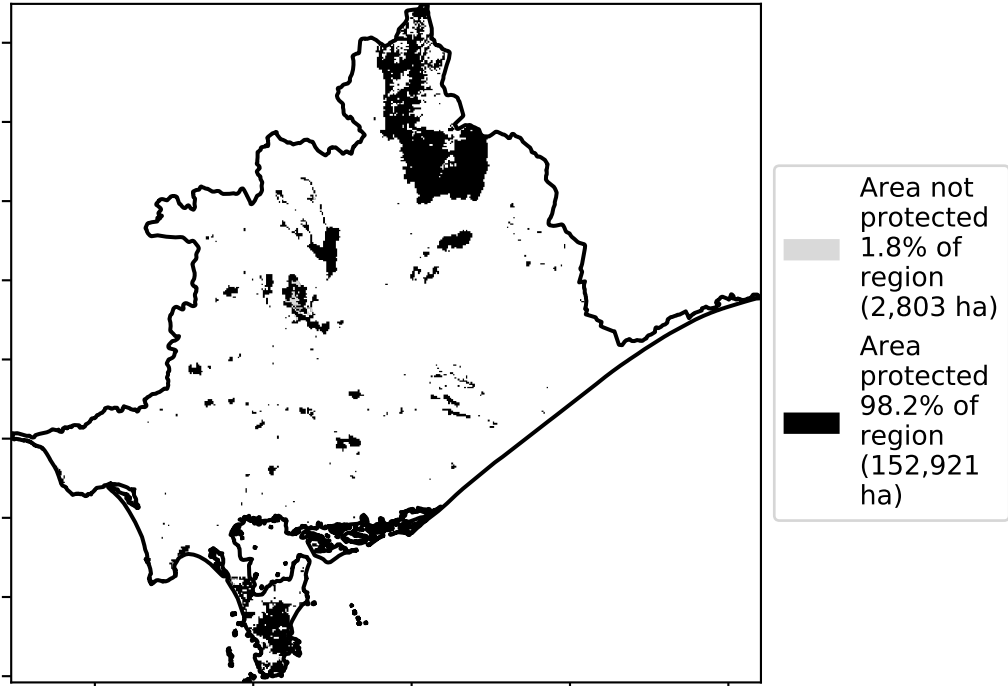 Area not
protected
1.8% of
region
(2,803 ha)
Area
protected
98.2% of
region
(152,921
ha)